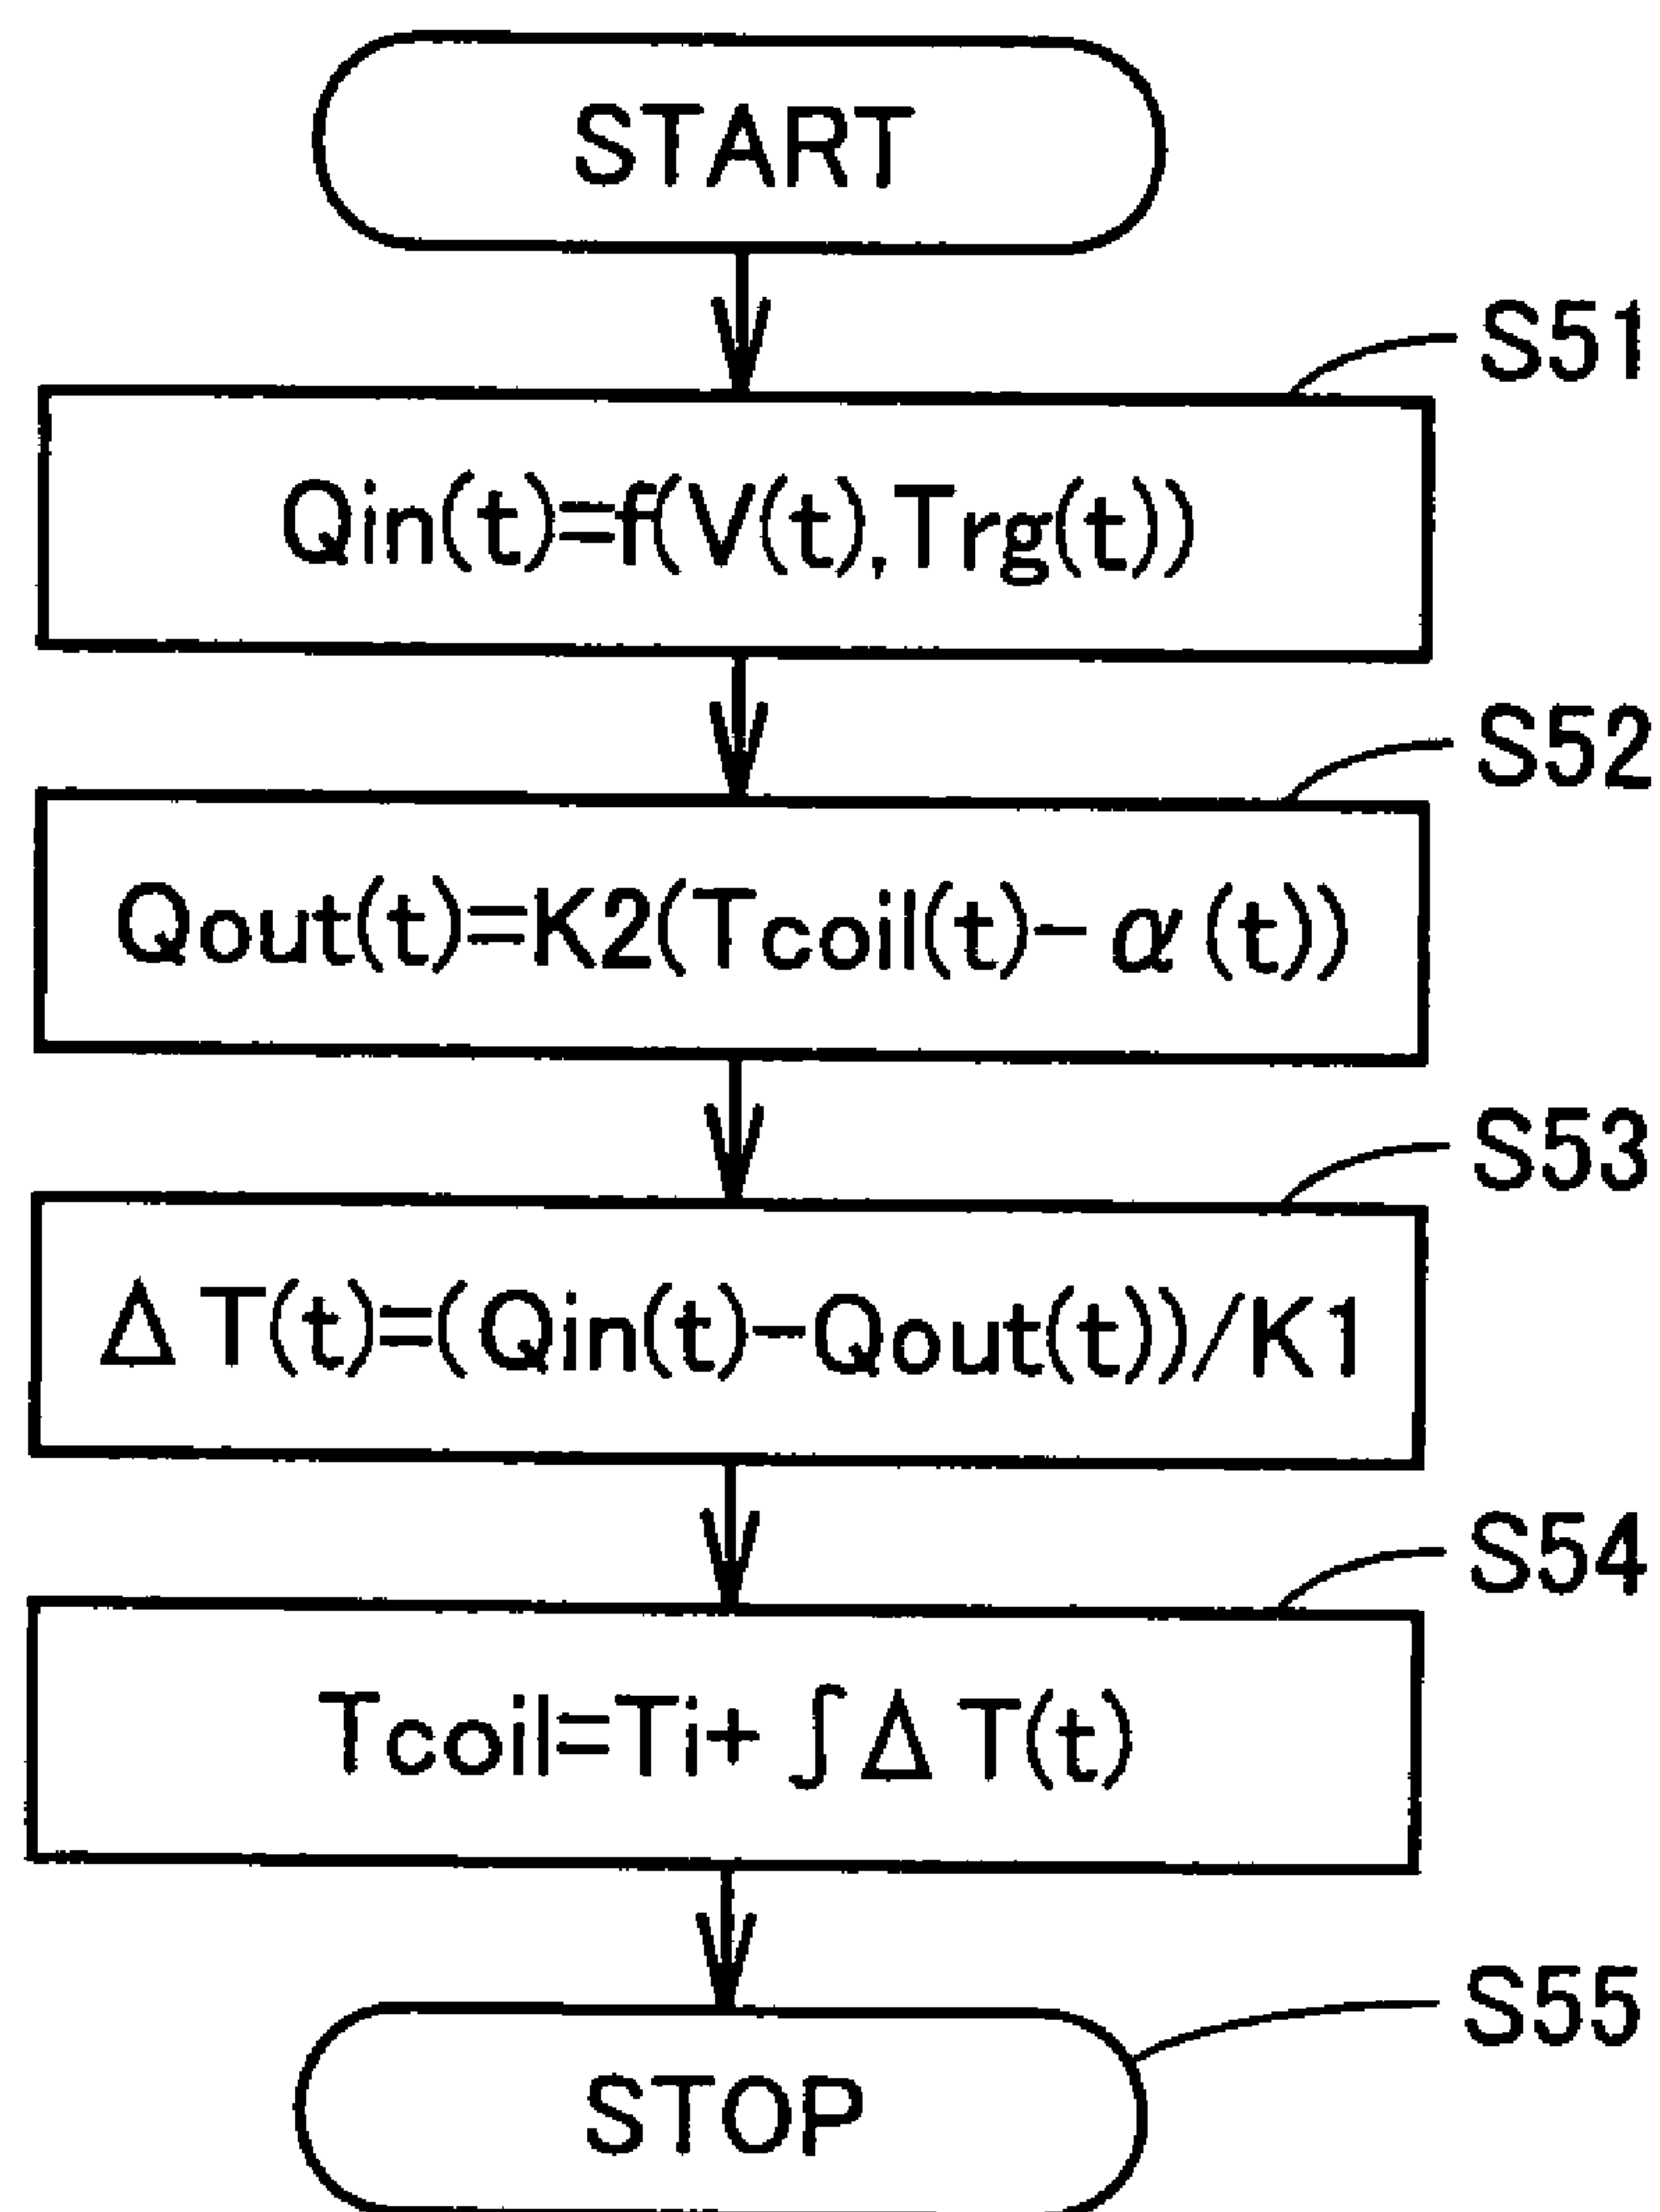 START
S51
Qin(t)=f(V(t),Trg(t))
S52
Qout(t)=K2(Tcoil(t)-α(t))
S53
ΔT(t)=(Qin(t)-Qout(t))/K1
S54
Tcoil=Ti+∫ΔT(t)
S55
STOP